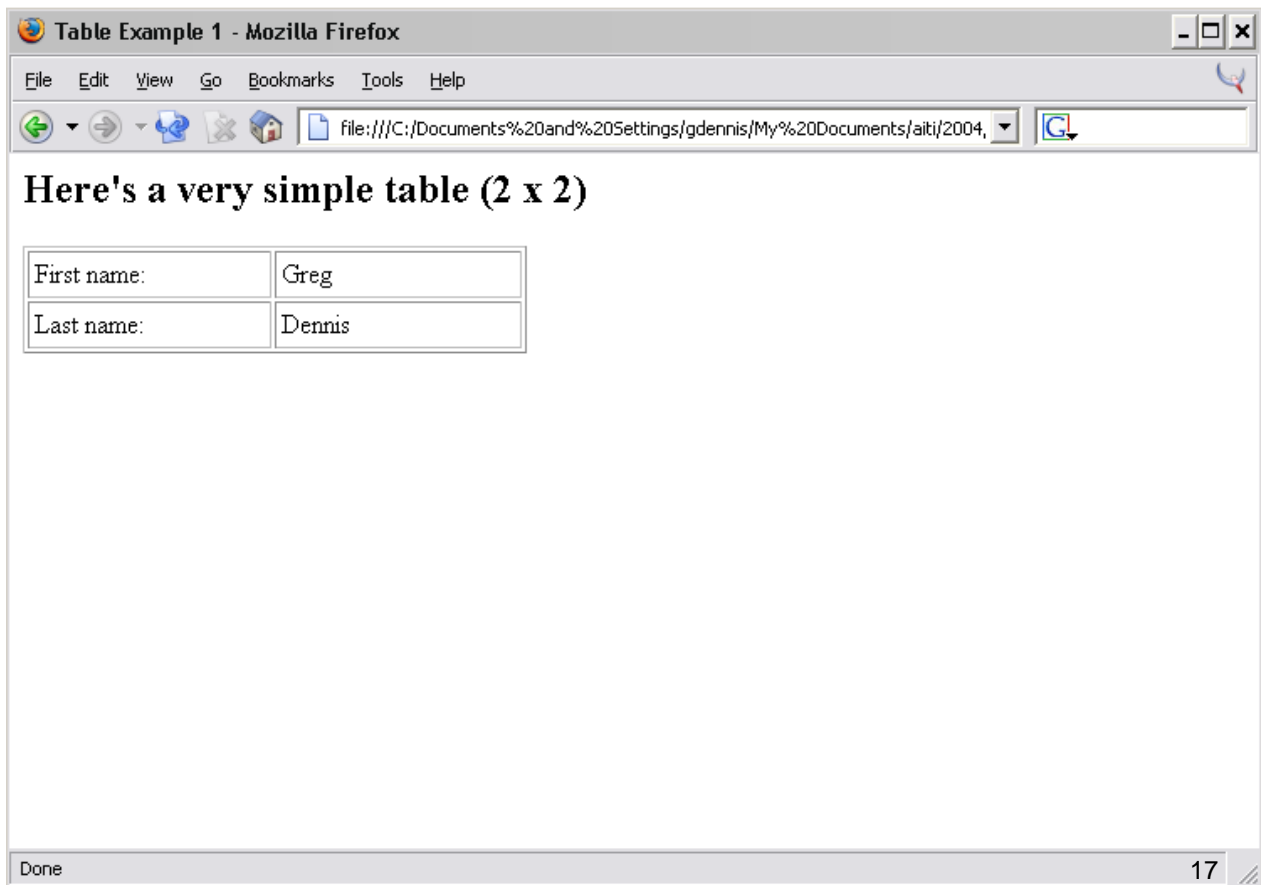 Table Example 1 - Mozilla Firefox
File Edit View Go Bookmarks Tools Help
file:///C:/Documents%20and%20Settings/gdennis/My%20Documents/aiti/2004,
G
Here's a very simple table (2 x 2)
First name: Greg
Last name: Dennis
Done 17